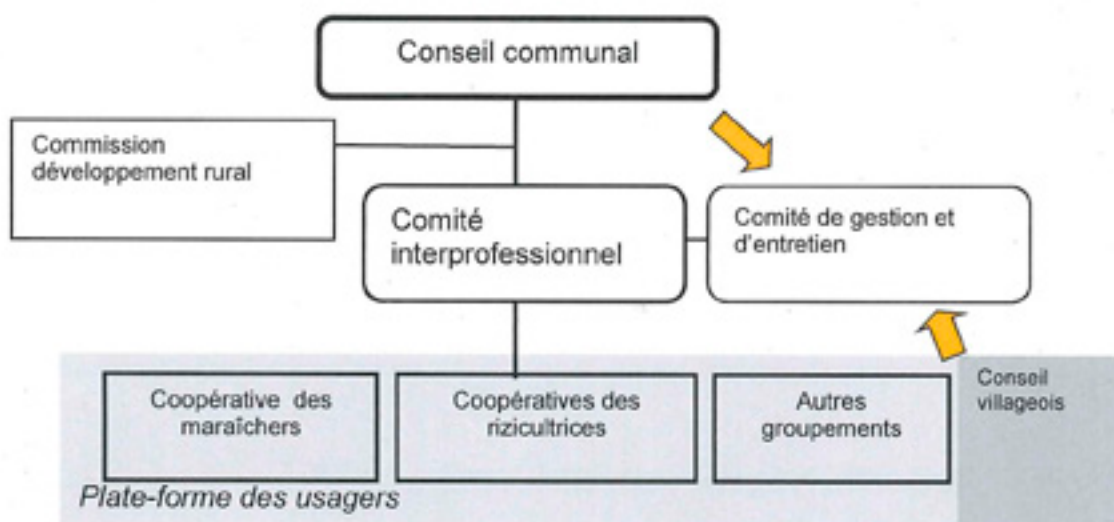 Conseil communal
Commission
développement rural
Comité
interprofessionnel
Comité de gestion et
d'entretien
Coopérative des
maraîchers
Coopératives des
rizicultrices
Autres
groupements
Conseil
villageois
Plate-forme des usagers